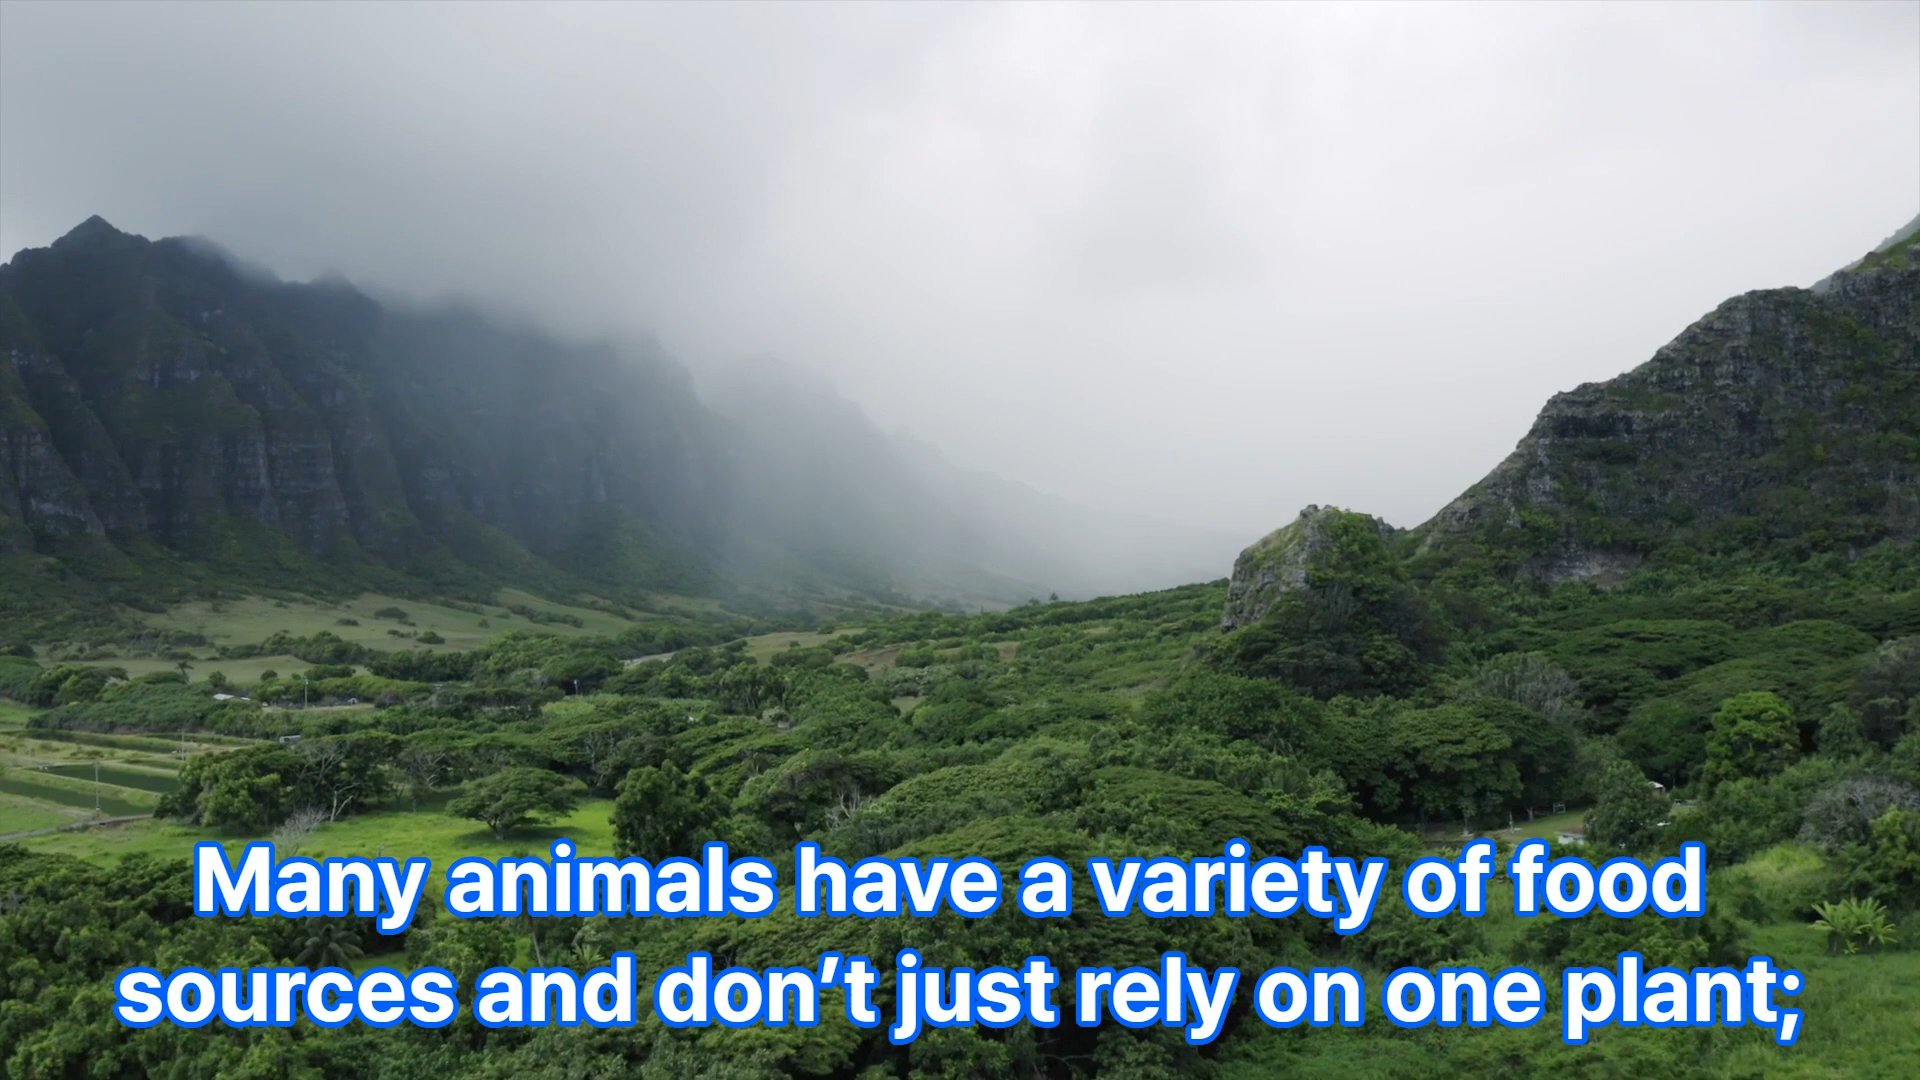 Many animals have a variety of food
sources and don’t just rely on one plant;